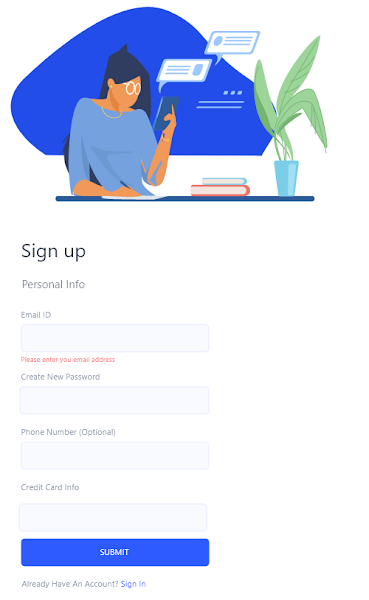 Sign up
Personal Info
Email ID
Please enter you email address
Create New Password
Phone Number (Optional)
Credit Card Info
SUBMIT
Already Have An Account? Sign In